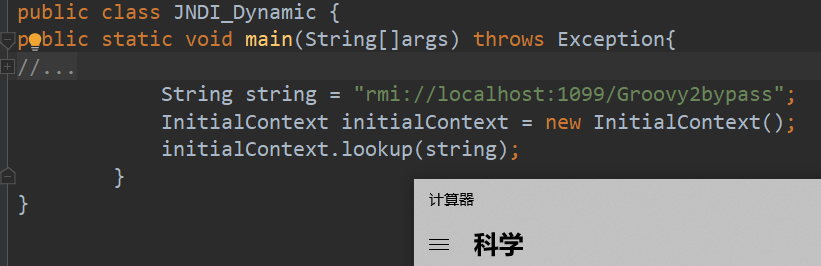 public class JNDI_Dynamic {
public static void main(String[]args) throws Exception{
//...
String string = "rmi://localhost:1099/Groovy2bypass";
InitialContext initialContext = new InitialContext();
initialContext.lookup(string);
}
}
计算器
科学